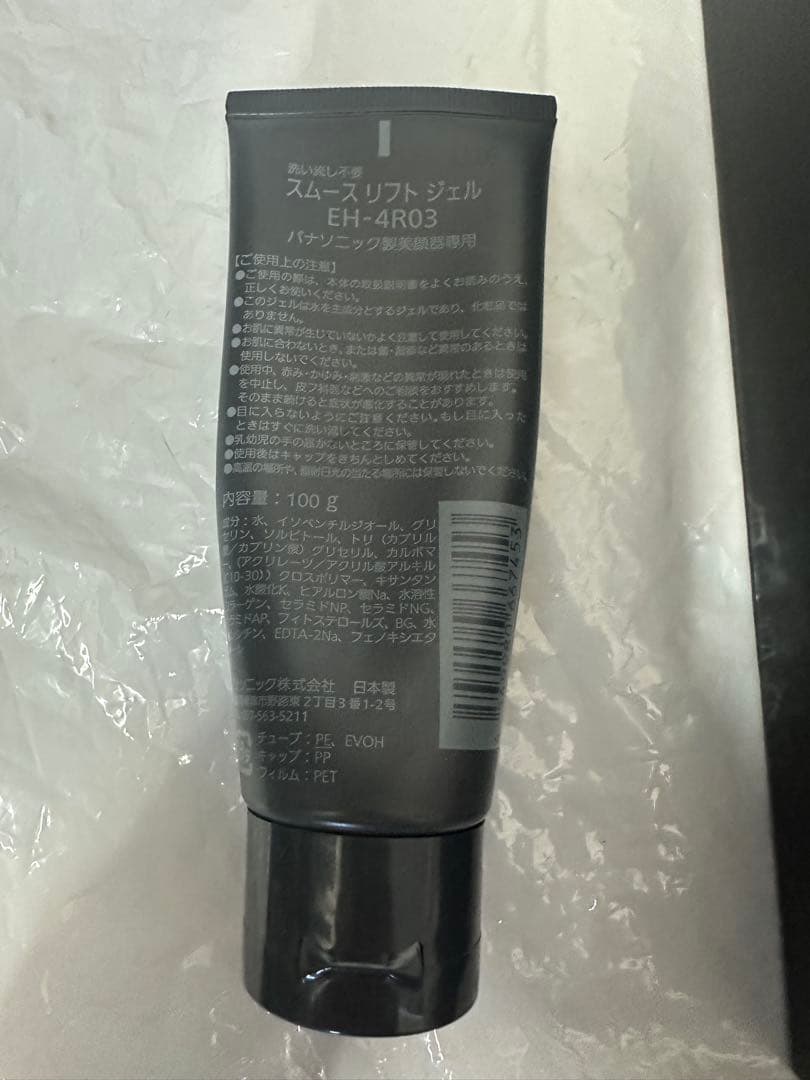 洗い流し不要
スムース リフト ジェル
EH-4R03
パナソニック製美顔器専用
【ご使用上の注意】
●ご使用の際は、本体の取扱説明書をよくお読みのうえ、
正しくお使いください。
●このジェルは水を主成分とするジェルであり、化粧品では
ありません。
●お肌に異常が生じていないかよく注意して使用してください。
●お肌に合わないとき、または傷・湿疹など異常のあるときは
使用しないでください。
●使用中、赤み・かゆみ・刺激などの異常が現れたときは使用
を中止し、皮フ科医などへのご相談をおすすめします。
そのまま続けると症状が悪化することがあります。
●目に入らないようにご注意ください。もし目に入った
ときはすぐに洗い流してください。
●乳幼児の手の届かないところに保管してください。
●使用後はキャップをきちんとしめてください。
●高温の場所や、直射日光の当たる場所には保管しないでください。
内容量：100 g
成分：水、イソペンチルジオール、グリ
セリン、ソルビトール、トリ（カプリル
酸／カプリン酸）グリセリル、カルボマ
（アクリレーツ／アクリル酸アルキル
(10-30)）クロスポリマー、キサンタン
ム、水酸化K、ヒアルロン酸Na、水溶性
ラーゲン、セラミドNP、セラミドNG、
ミドAP、フィトステロールズ、BG、水
シチン、EDTA-2Na、フェノキシエタ
ソニック株式会社 日本製
市野路東2丁目3番1-2号
7-563-5211
チューブ：PE、EVOH
キャップ：PP
フィルム：PET